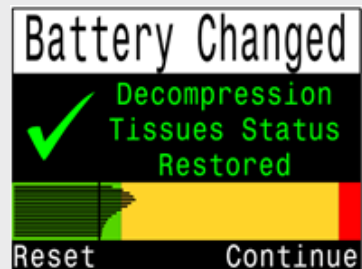 Battery Changed
Decompression
Tissues Status
Restored
Reset Continue